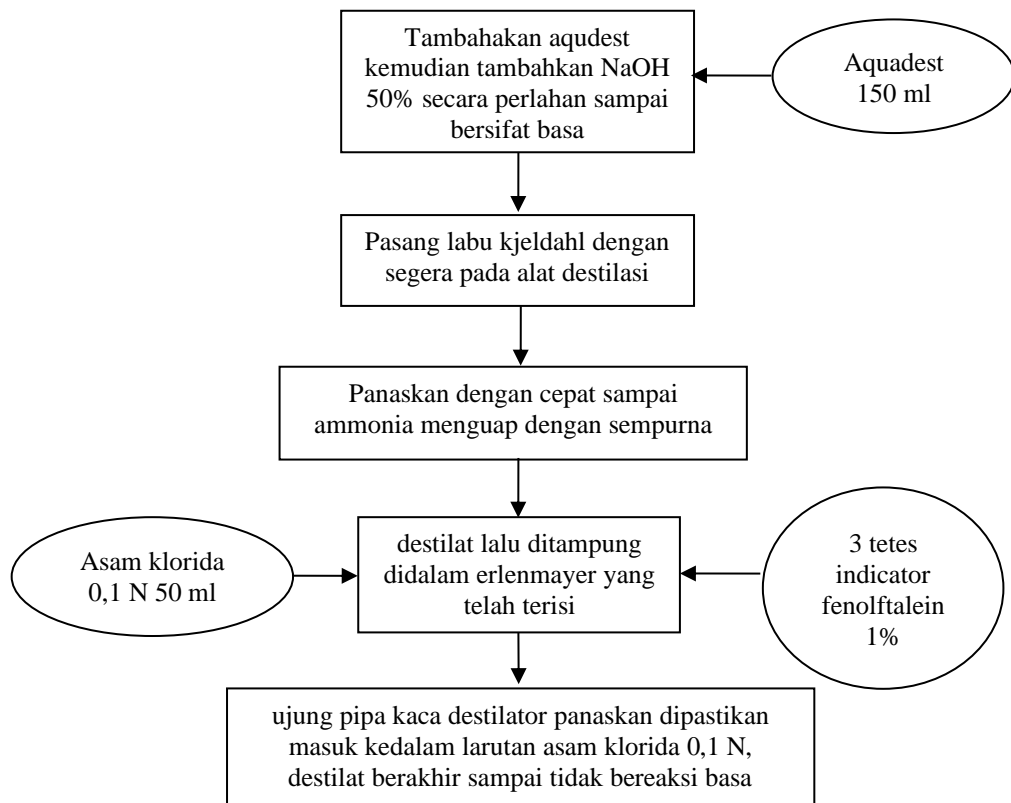 Tambahakan aqudest
kemudian tambahkan NaOH
50% secara perlahan sampai
bersifat basa
Aquadest
150 ml
Pasang labu kjeldahl dengan
segera pada alat destilasi
Panaskan dengan cepat sampai
ammonia menguap dengan sempurna
Asam klorida
0,1 N 50 ml
destilat lalu ditampung
didalam erlenmayer yang
telah terisi
3 tetes
indicator
fenolftalein
1%
ujung pipa kaca destilator panaskan dipastikan
masuk kedalam larutan asam klorida 0,1 N,
destilat berakhir sampai tidak bereaksi basa